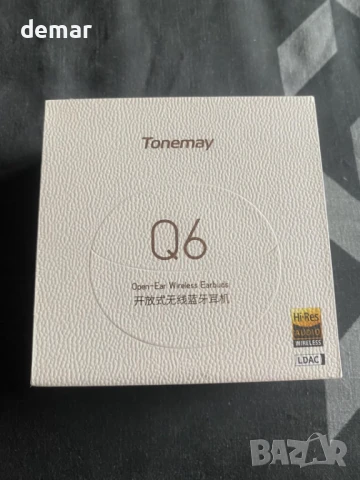 demar
Tonemay
Q6
Open-Ear Wireless Earbuds
开放式无线蓝牙耳机
Hi-Res
AUDIO
WIRELESS
LDAC
BAZAR